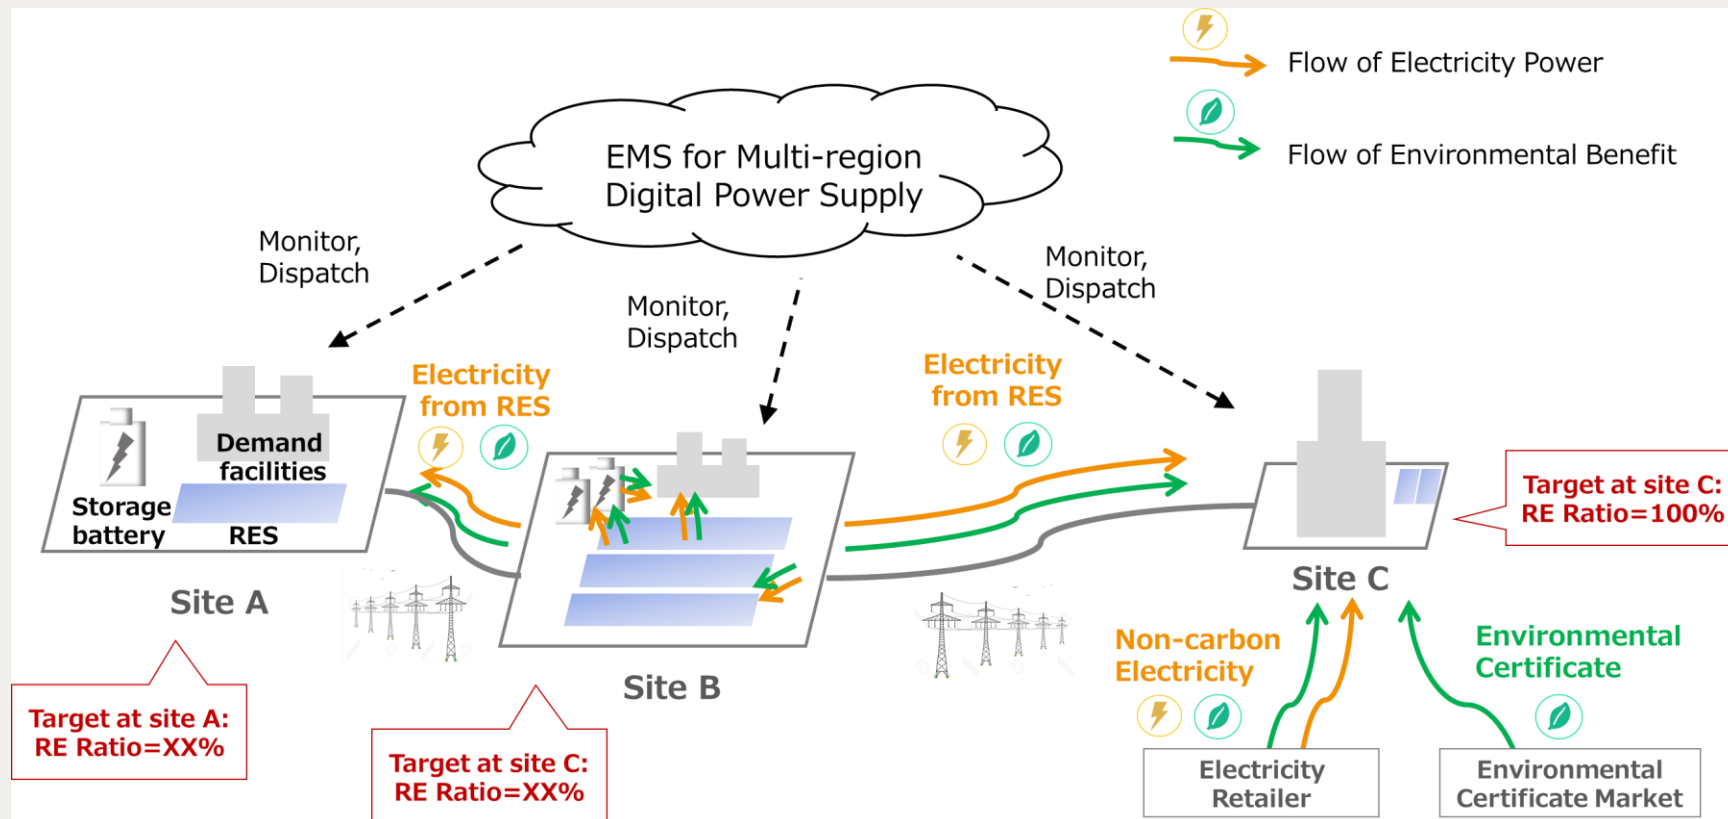 Flow of Electricity Power
Flow of Environmental Benefit
EMS for Multi-region
Digital Power Supply
Monitor,
Dispatch
Monitor,
Dispatch
Monitor,
Dispatch
Electricity
from RES
Electricity
from RES
Demand
facilities
Storage
battery
RES
Site A
Site B
Site C
Target at site A:
RE Ratio=XX%
Target at site C:
RE Ratio=XX%
Target at site C:
RE Ratio=100%
Non-carbon
Electricity
Environmental
Certificate
Electricity
Retailer
Environmental
Certificate Market